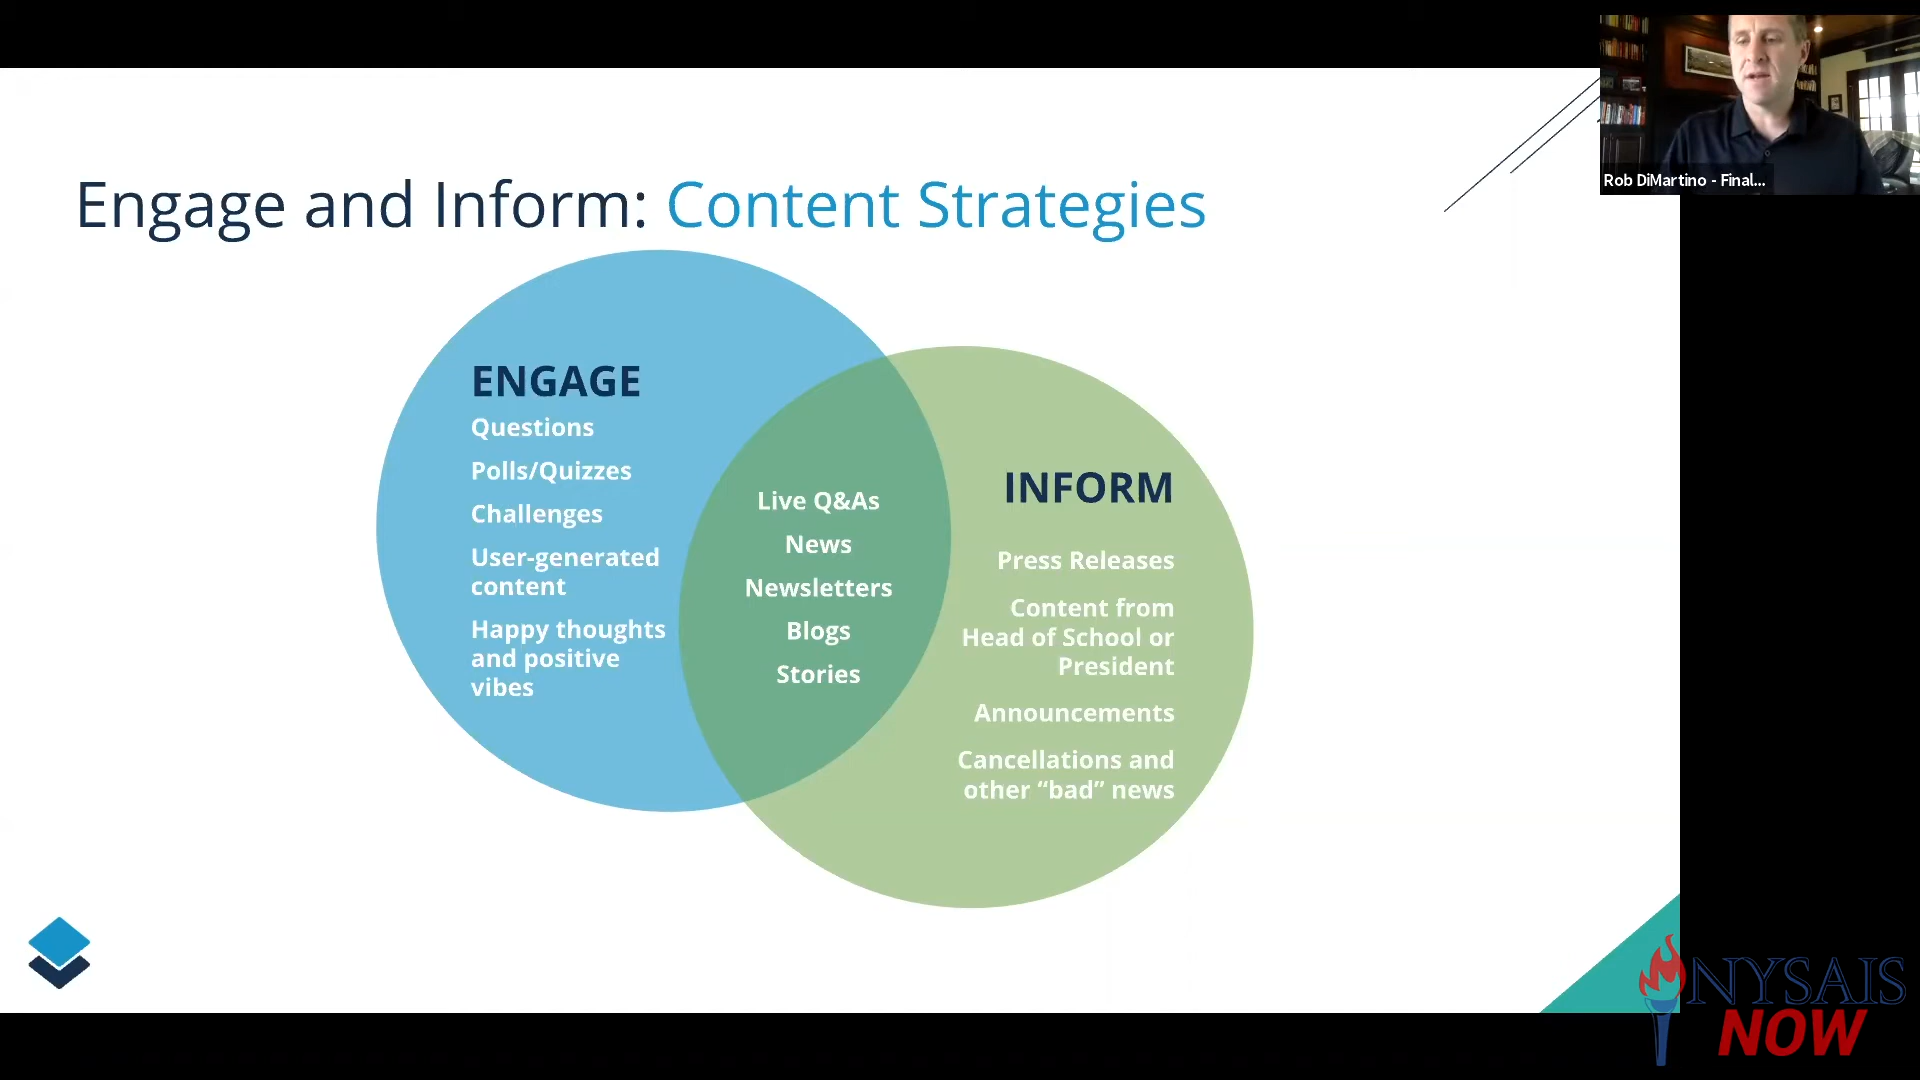 Rob DiMartino - Final...
Engage and Inform: Content Strategies
ENGAGE
Questions
Polls/Quizzes
Challenges
User-generated
content
Happy thoughts
and positive
vibes
Live Q&As
News
Newsletters
Blogs
Stories
INFORM
Press Releases
Content from
Head of School or
President
Announcements
Cancellations and
other “bad” news
NYSAIS
NOW